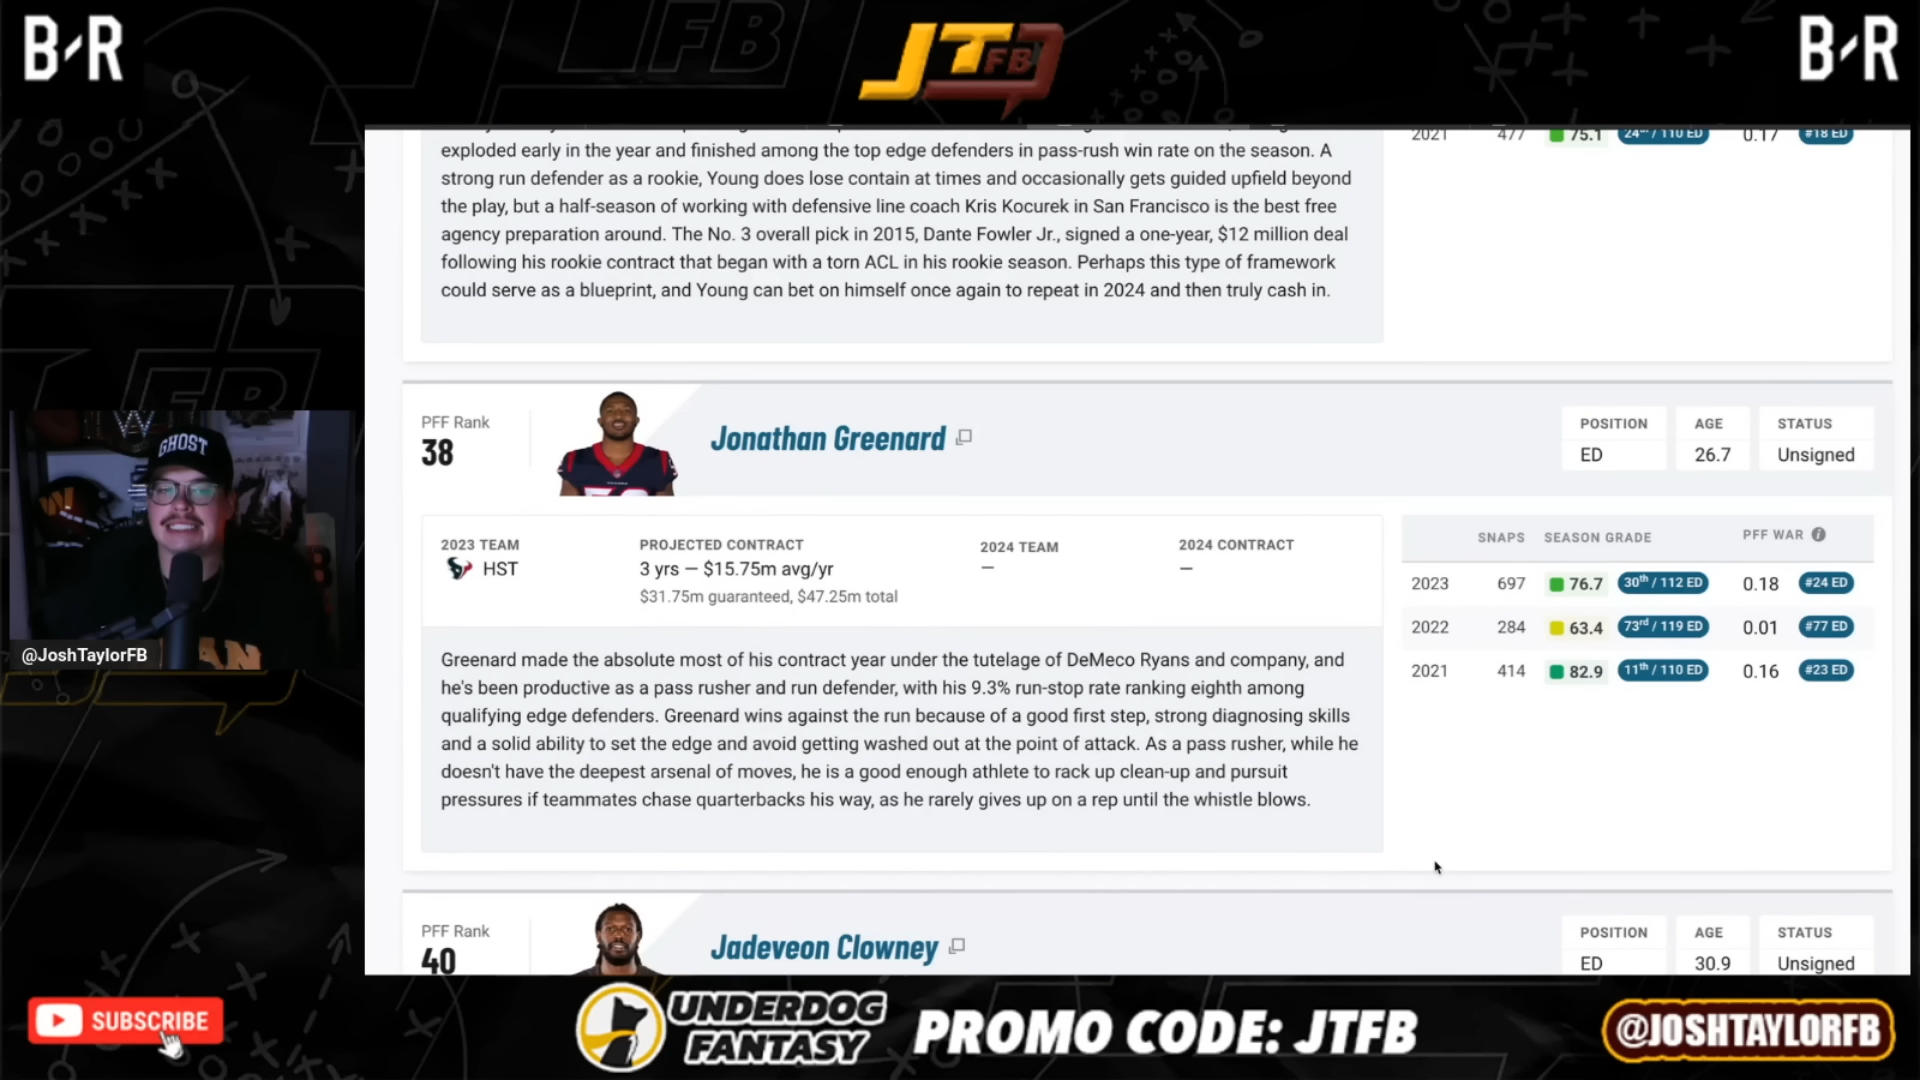 B/R
JTFB
B/R
2021 477 75.1 24th / 110 ED 0.17 #18 ED
exploded early in the year and finished among the top edge defenders in pass-rush win rate on the season. A
strong run defender as a rookie, Young does lose contain at times and occasionally gets guided upfield beyond
the play, but a half-season of working with defensive line coach Kris Kocurek in San Francisco is the best free
agency preparation around. The No. 3 overall pick in 2015, Dante Fowler Jr., signed a one-year, $12 million deal
following his rookie contract that began with a torn ACL in his rookie season. Perhaps this type of framework
could serve as a blueprint, and Young can bet on himself once again to repeat in 2024 and then truly cash in.
PFF Rank
38
Jonathan Greenard
POSITION
ED
AGE
26.7
STATUS
Unsigned
2023 TEAM
HST
PROJECTED CONTRACT
3 yrs — $15.75m avg/yr
$31.75m guaranteed, $47.25m total
2024 TEAM
—
2024 CONTRACT
—
SNAPS SEASON GRADE PFF WAR
2023 697 76.7 30th / 112 ED 0.18 #24 ED
2022 284 63.4 73rd / 119 ED 0.01 #77 ED
2021 414 82.9 11th / 110 ED 0.16 #23 ED
Greenard made the absolute most of his contract year under the tutelage of DeMeco Ryans and company, and
he's been productive as a pass rusher and run defender, with his 9.3% run-stop rate ranking eighth among
qualifying edge defenders. Greenard wins against the run because of a good first step, strong diagnosing skills
and a solid ability to set the edge and avoid getting washed out at the point of attack. As a pass rusher, while he
doesn't have the deepest arsenal of moves, he is a good enough athlete to rack up clean-up and pursuit
pressures if teammates chase quarterbacks his way, as he rarely gives up on a rep until the whistle blows.
PFF Rank
40
Jadeveon Clowney
POSITION
ED
AGE
30.9
STATUS
Unsigned
GHOST
@JoshTaylorFB
SUBSCRIBE
UNDERDOG
FANTASY
PROMO CODE: JTFB
@JOSHTAYLORFB